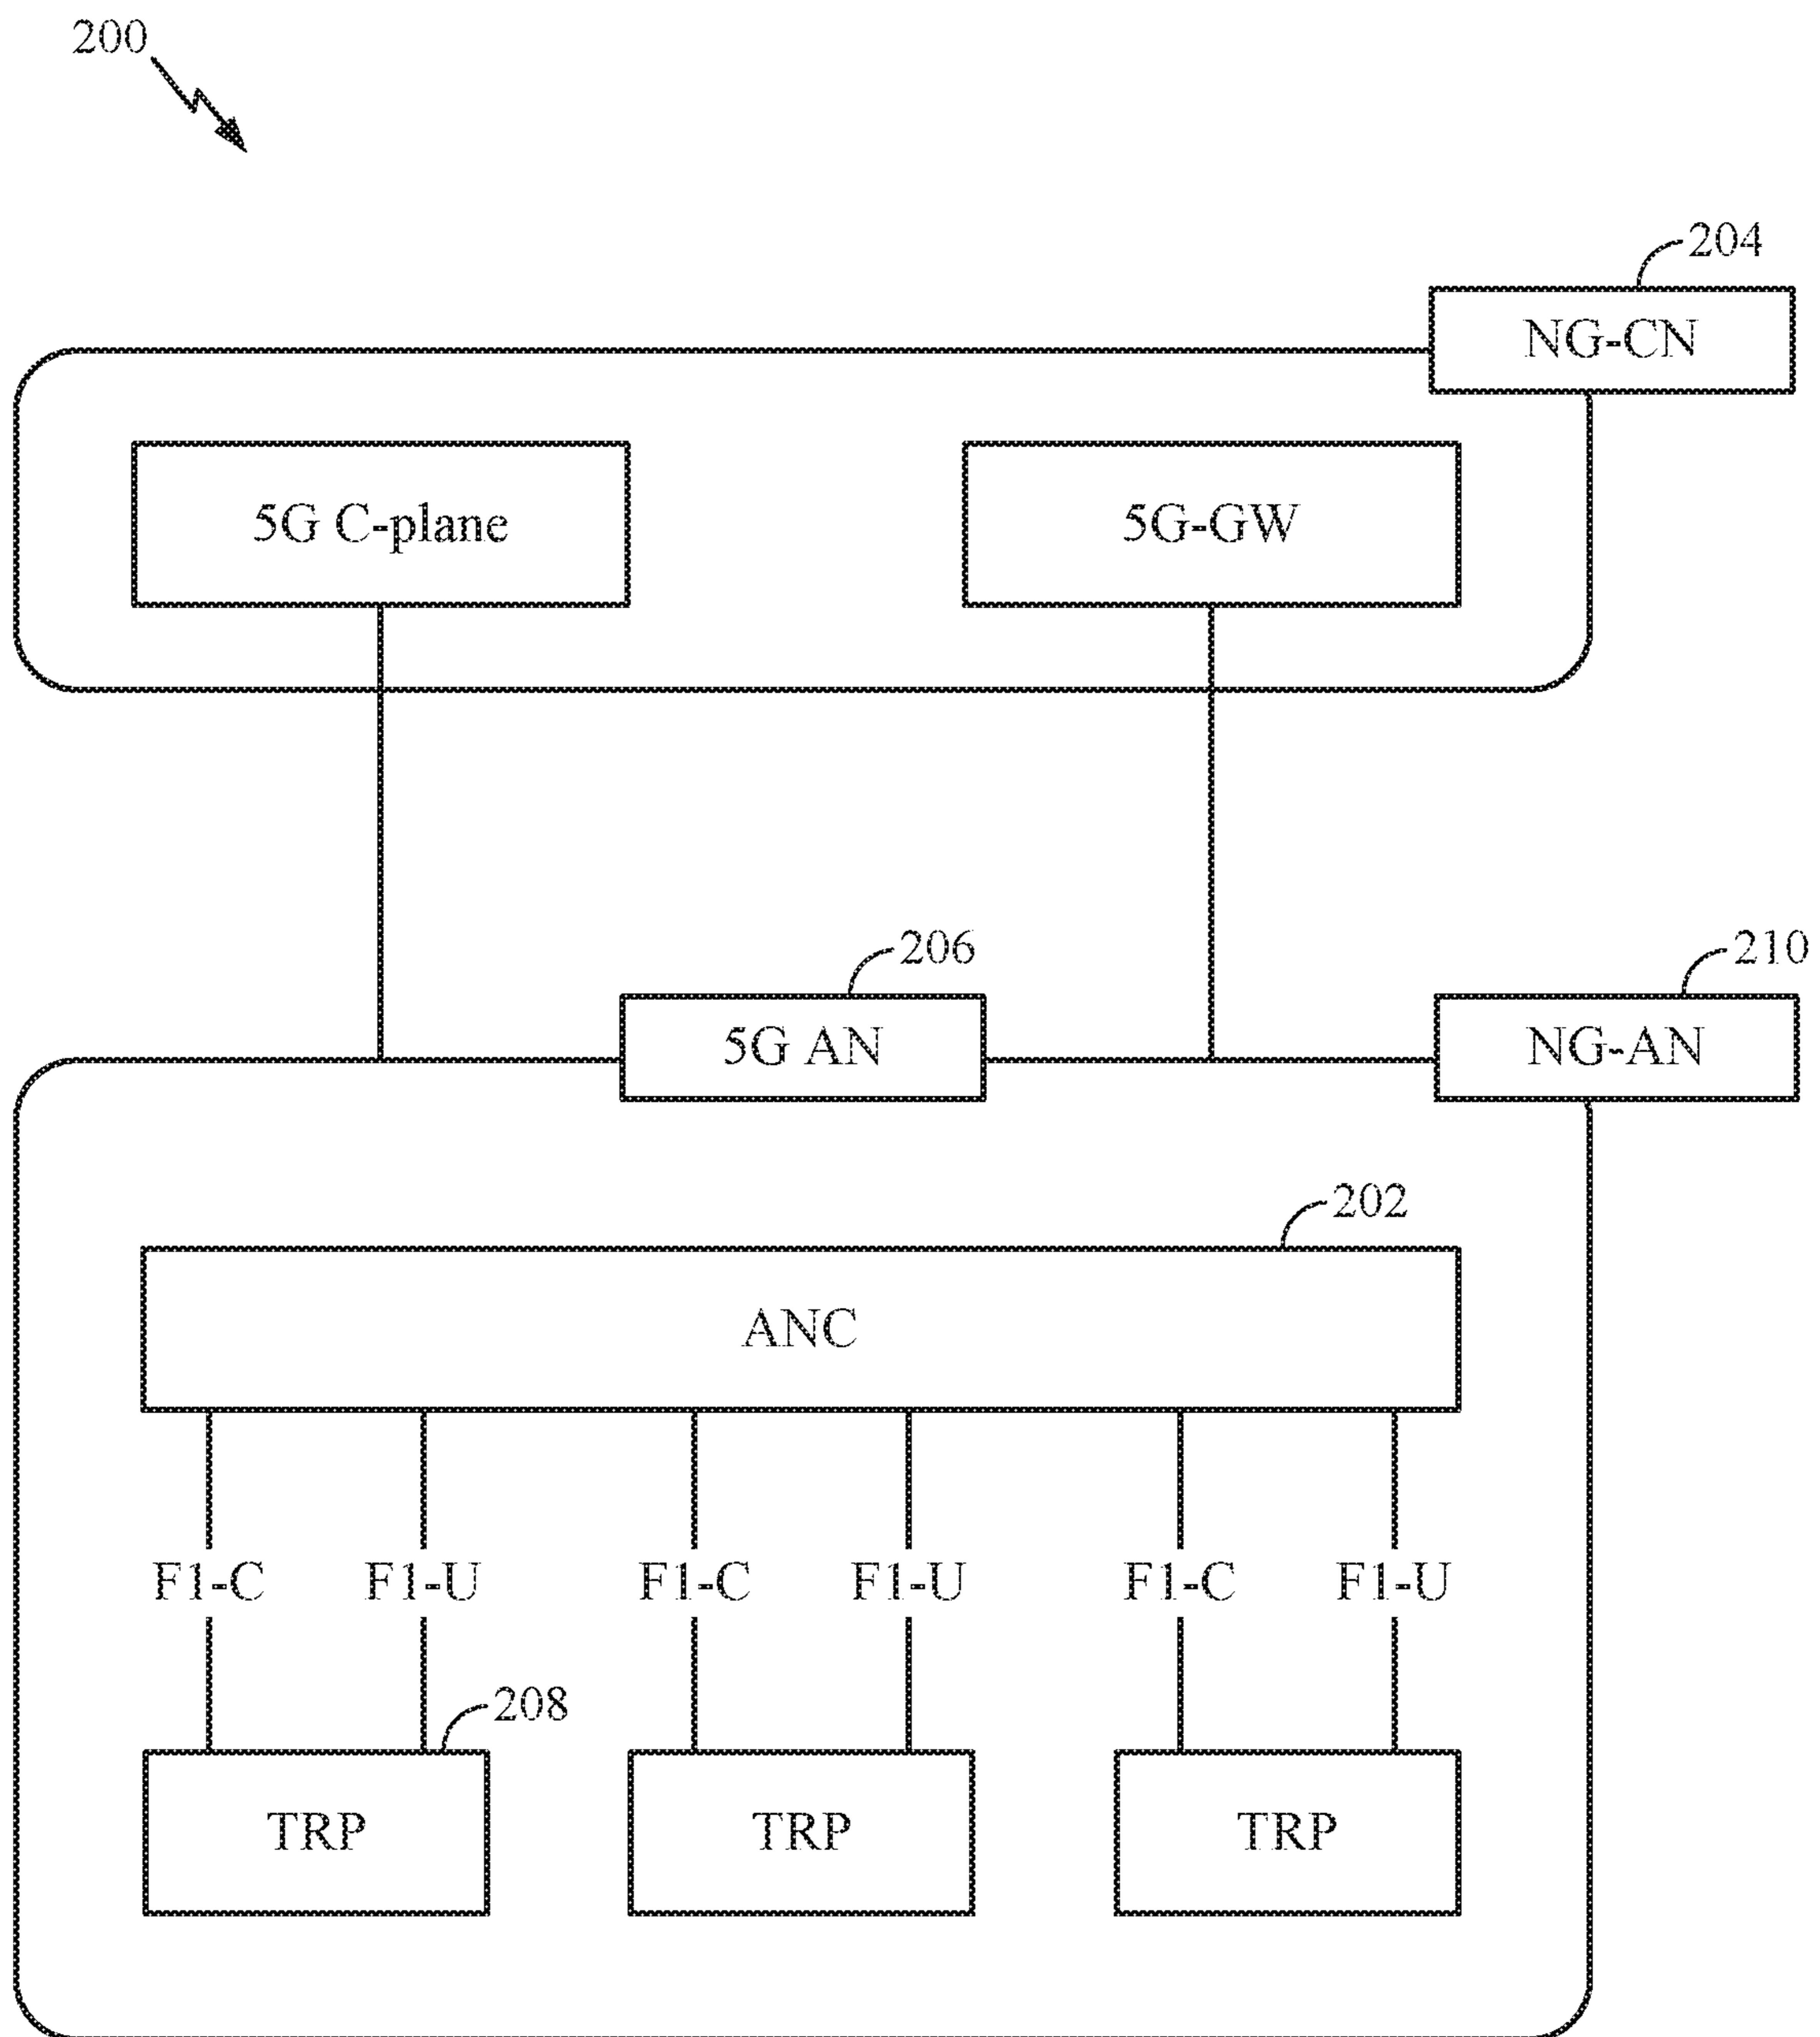 200
204
NG-CN
5G C-plane
5G-GW
206
210
5G AN
NG-AN
202
ANC
F1-C
F1-U
F1-C
F1-U
F1-C
F1-U
208
TRP
TRP
TRP